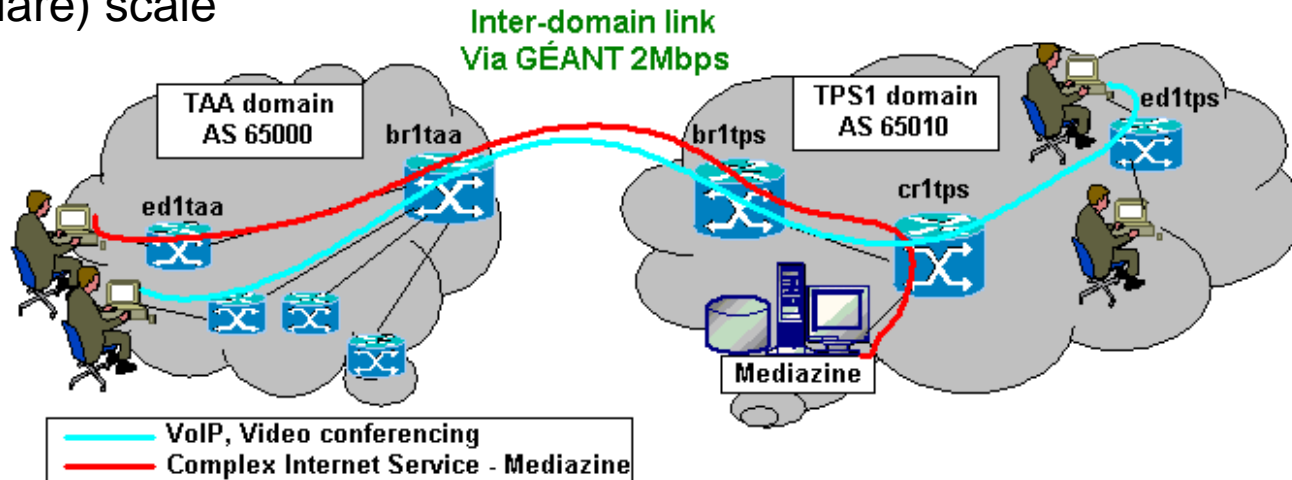 are) scale
Inter-domain link
Via GÉANT 2Mbps
TAA domain
AS 65000
TPS1 domain
AS 65010
ed1tps
br1taa
br1tps
cr1tps
ed1taa
Mediazine
VoIP, Video conferencing
Complex Internet Service - Mediazine